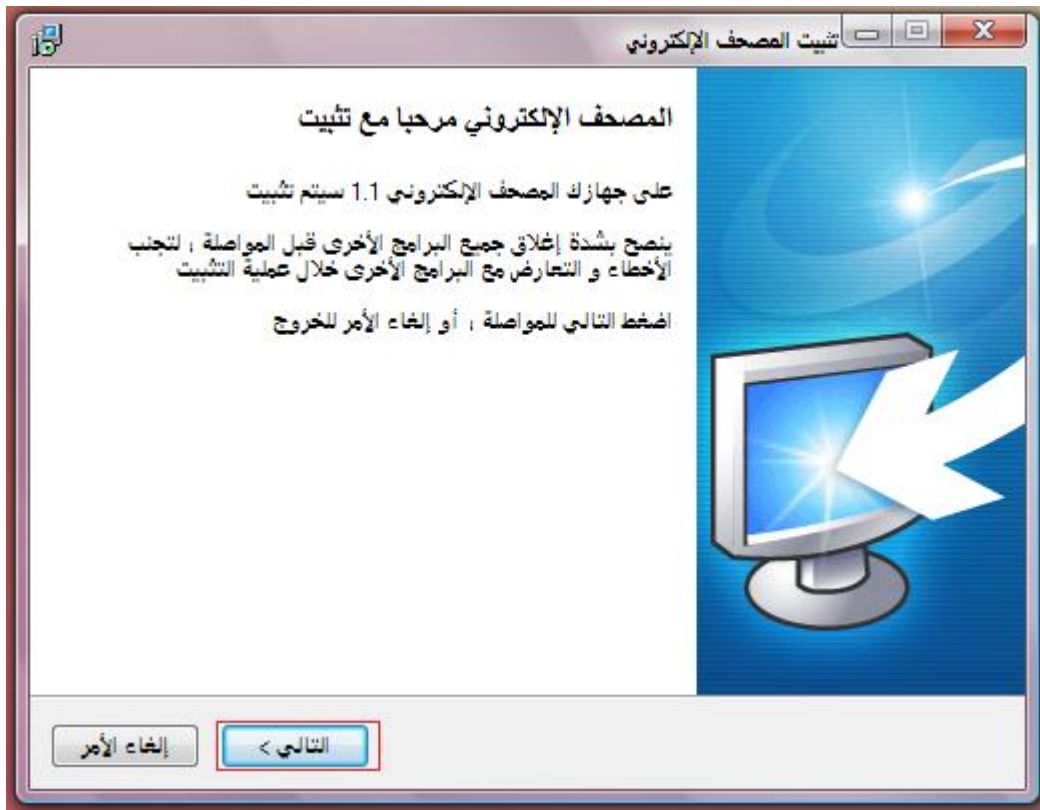 تثبيت المصحف الإلكتروني
المصحف الإلكتروني مرحبا مع تثبيت
على جهازك المصحف الإلكتروني 1.1 سيتم تثبيت
ينصح بشدة إغلاق جميع البرامج الأخرى قبل المواصلة ، لتجنب
الأخطاء و التعارض مع البرامج الأخرى خلال عملية التثبيت
اضغط التالي للمواصلة ، أو إلغاء الأمر للخروج
التالي >
إلغاء الأمر